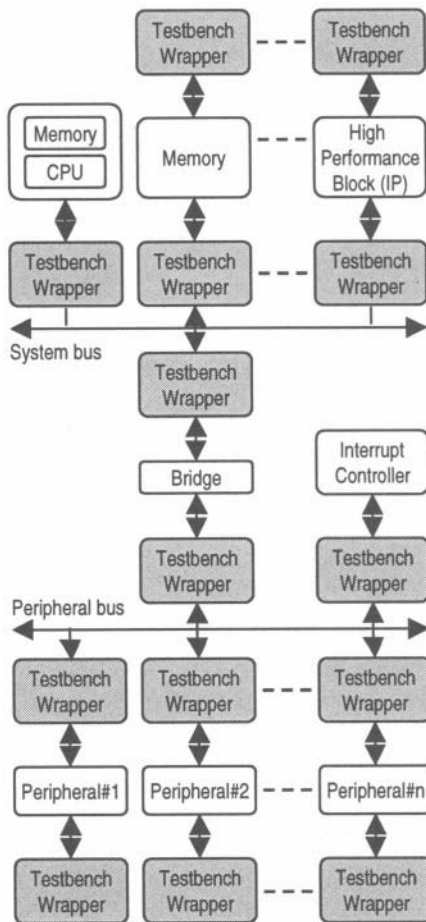 Testbench
Wrapper
Testbench
Wrapper
Memory
CPU
Memory
High
Performance
Block (IP)
Testbench
Wrapper
Testbench
Wrapper
Testbench
Wrapper
System bus
Testbench
Wrapper
Bridge
Interrupt
Controller
Testbench
Wrapper
Testbench
Wrapper
Peripheral bus
Testbench
Wrapper
Testbench
Wrapper
Testbench
Wrapper
Peripheral#1
Peripheral#2
Peripheral#n
Testbench
Wrapper
Testbench
Wrapper
Testbench
Wrapper